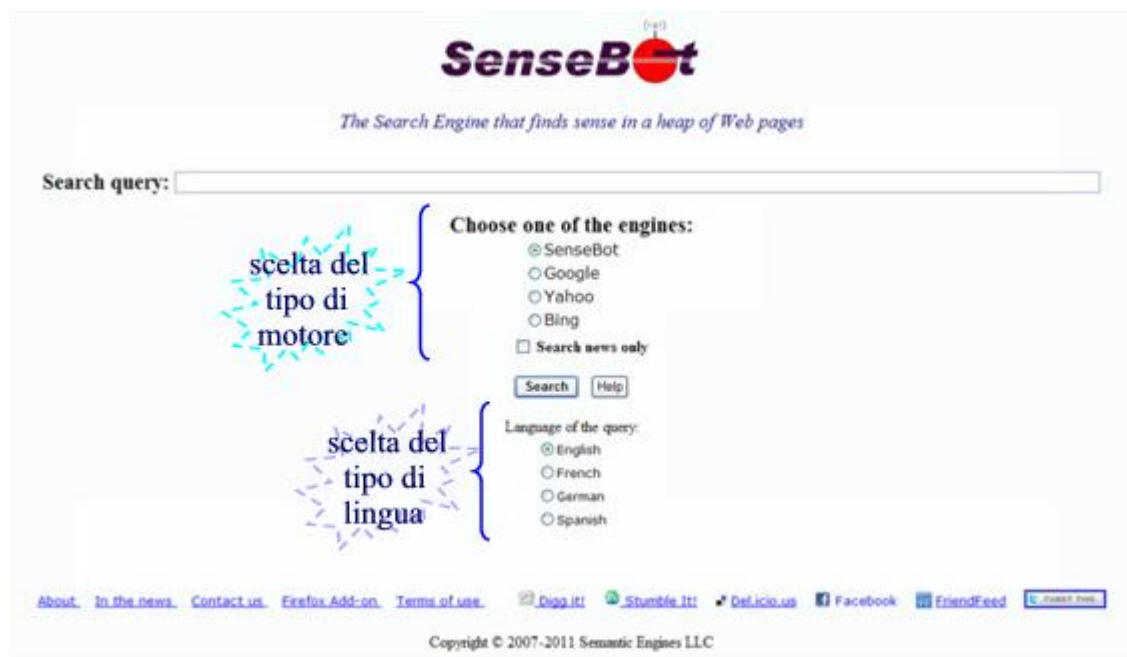 SenseBot
The Search Engine that finds sense in a heap of Web pages
Search query:
Choose one of the engines:
SenseBot
Google
Yahoo
Bing
Search news only
scelta del
tipo di
motore
Search Help
Language of the query:
English
French
German
Spanish
scelta del
tipo di
lingua
About In the news Contact us Firefox Add-on Terms of use Digg it! Stumble It! Del.icio.us Facebook FriendFeed
Copyright © 2007-2011 Semantic Engines LLC